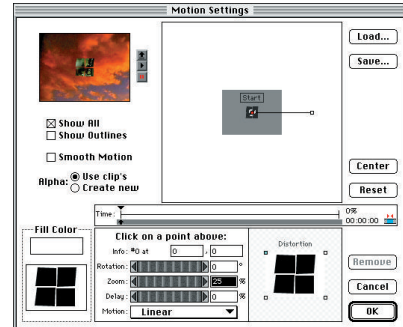 Motion Settings
Load...
Save...
Start
Show All
Show Outlines
Smooth Motion
Alpha: Use clip's
Create new
Center
Reset
Time:
0%
00:00:00
Fill Color
Click on a point above:
Info: #0 at 0 , 0
Rotation: 0 °
Zoom: 25 %
Delay: 0 %
Motion: Linear
Distortion
Remove
Cancel
OK